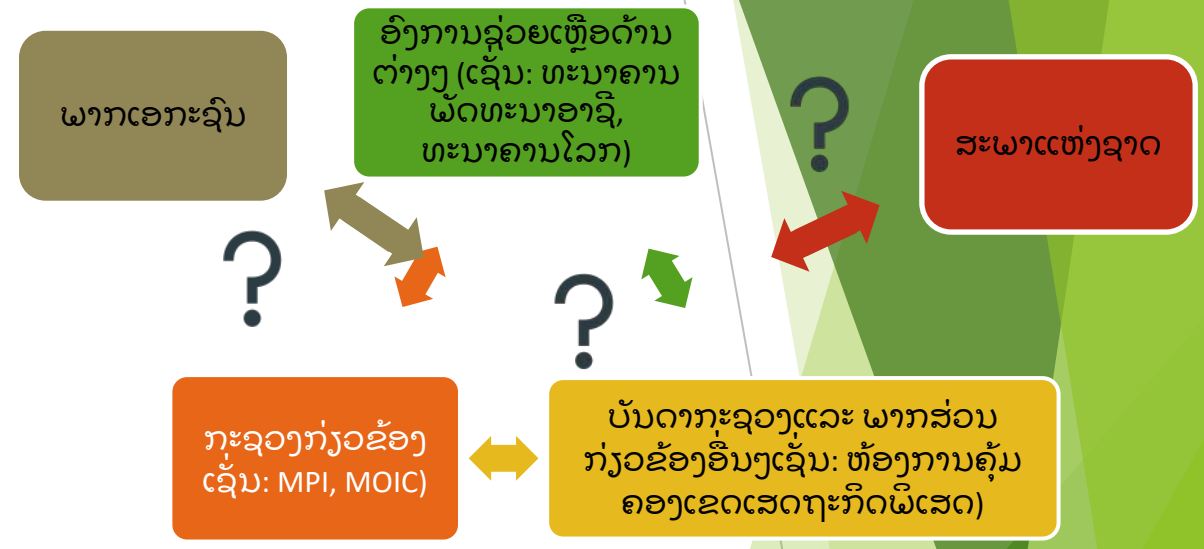 ພາກເອກະຊົນ
ອົງການຊ່ວຍເຫຼືອດ້ານ
ຕ່າງໆ (ເຊັ່ນ: ທະນາຄານ
ພັດທະນາອາຊີ,
ທະນາຄານໂລກ)
ສະພາແຫ່ງຊາດ
?
?
?
ກະຊວງກ່ຽວຂ້ອງ
ເຊັ່ນ: MPI, MOIC)
ບັນດາກະຊວງແລະ ພາກສ່ວນ
ກ່ຽວຂ້ອງອື່ນໆເຊັ່ນ: ຫ້ອງການຄຸ້ມ
ຄອງເຂດເສດຖະກິດພິເສດ)